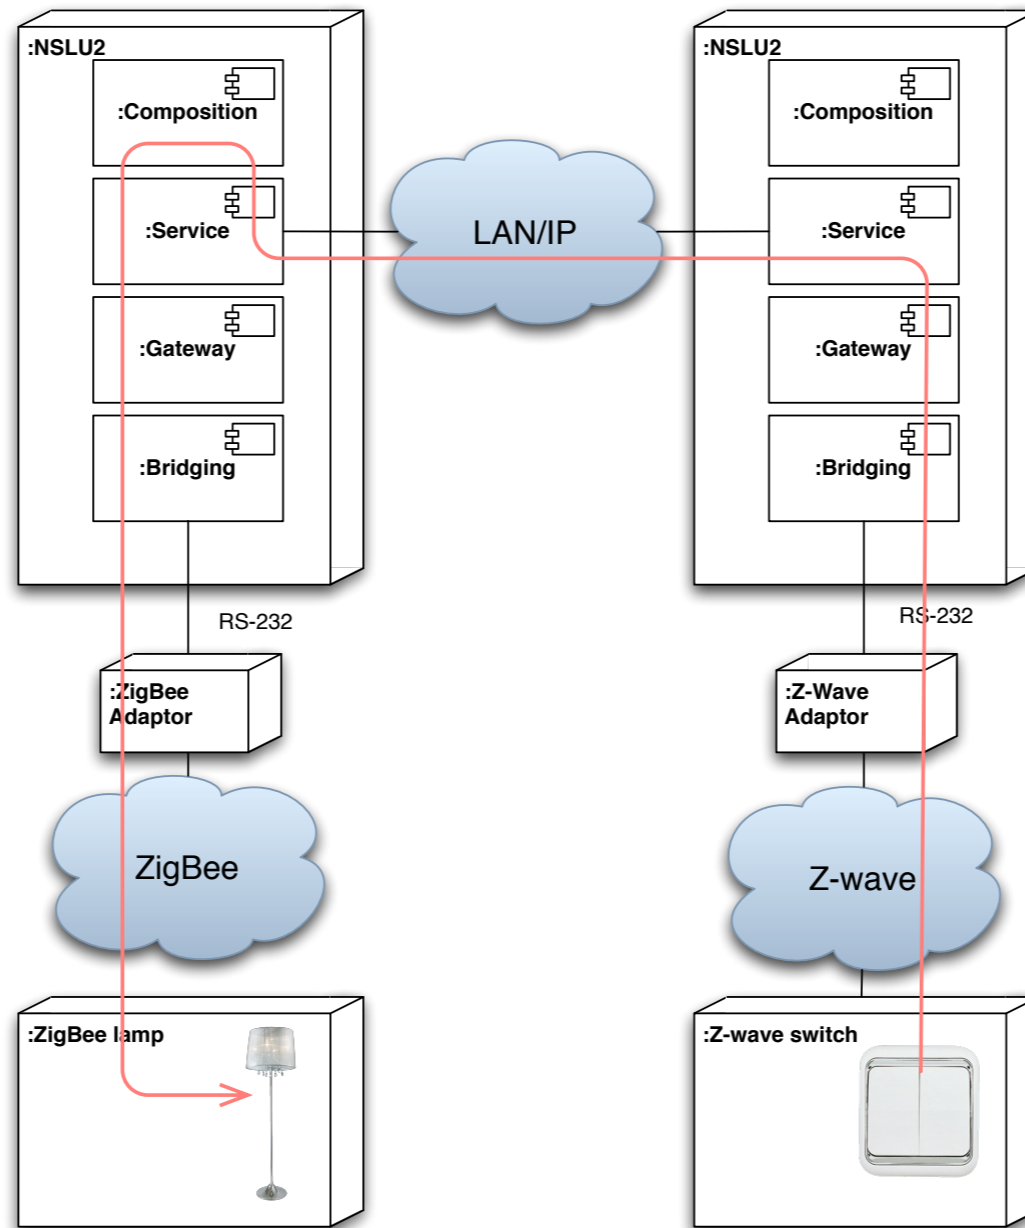 :NSLU2
:Composition
:Service
:Gateway
:Bridging
RS-232
:ZigBee
Adaptor
ZigBee
:ZigBee lamp
LAN/IP
:NSLU2
:Composition
:Service
:Gateway
:Bridging
RS-232
:Z-Wave
Adaptor
Z-wave
:Z-wave switch